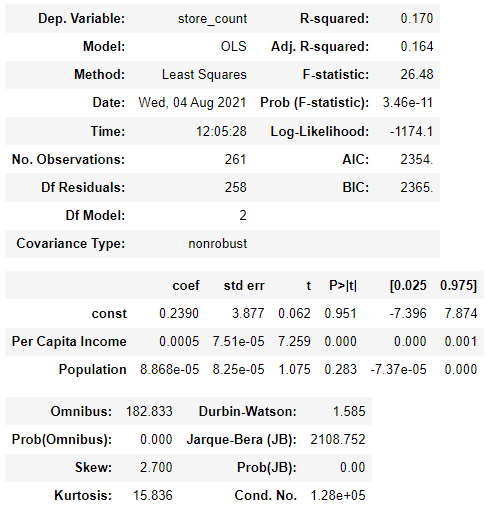 Dep. Variable: store_count R-squared: 0.170
Model: OLS Adj. R-squared: 0.164
Method: Least Squares F-statistic: 26.48
Date: Wed, 04 Aug 2021 Prob (F-statistic): 3.46e-11
Time: 12:05:28 Log-Likelihood: -1174.1
No. Observations: 261 AIC: 2354.
Df Residuals: 258 BIC: 2365.
Df Model: 2
Covariance Type: nonrobust
coef std err t P>|t| [0.025 0.975]
const 0.2390 3.877 0.062 0.951 -7.396 7.874
Per Capita Income 0.0005 7.51e-05 7.259 0.000 0.000 0.001
Population 8.868e-05 8.25e-05 1.075 0.283 -7.37e-05 0.000
Omnibus: 182.833 Durbin-Watson: 1.585
Prob(Omnibus): 0.000 Jarque-Bera (JB): 2108.752
Skew: 2.700 Prob(JB): 0.00
Kurtosis: 15.836 Cond. No. 1.28e+05